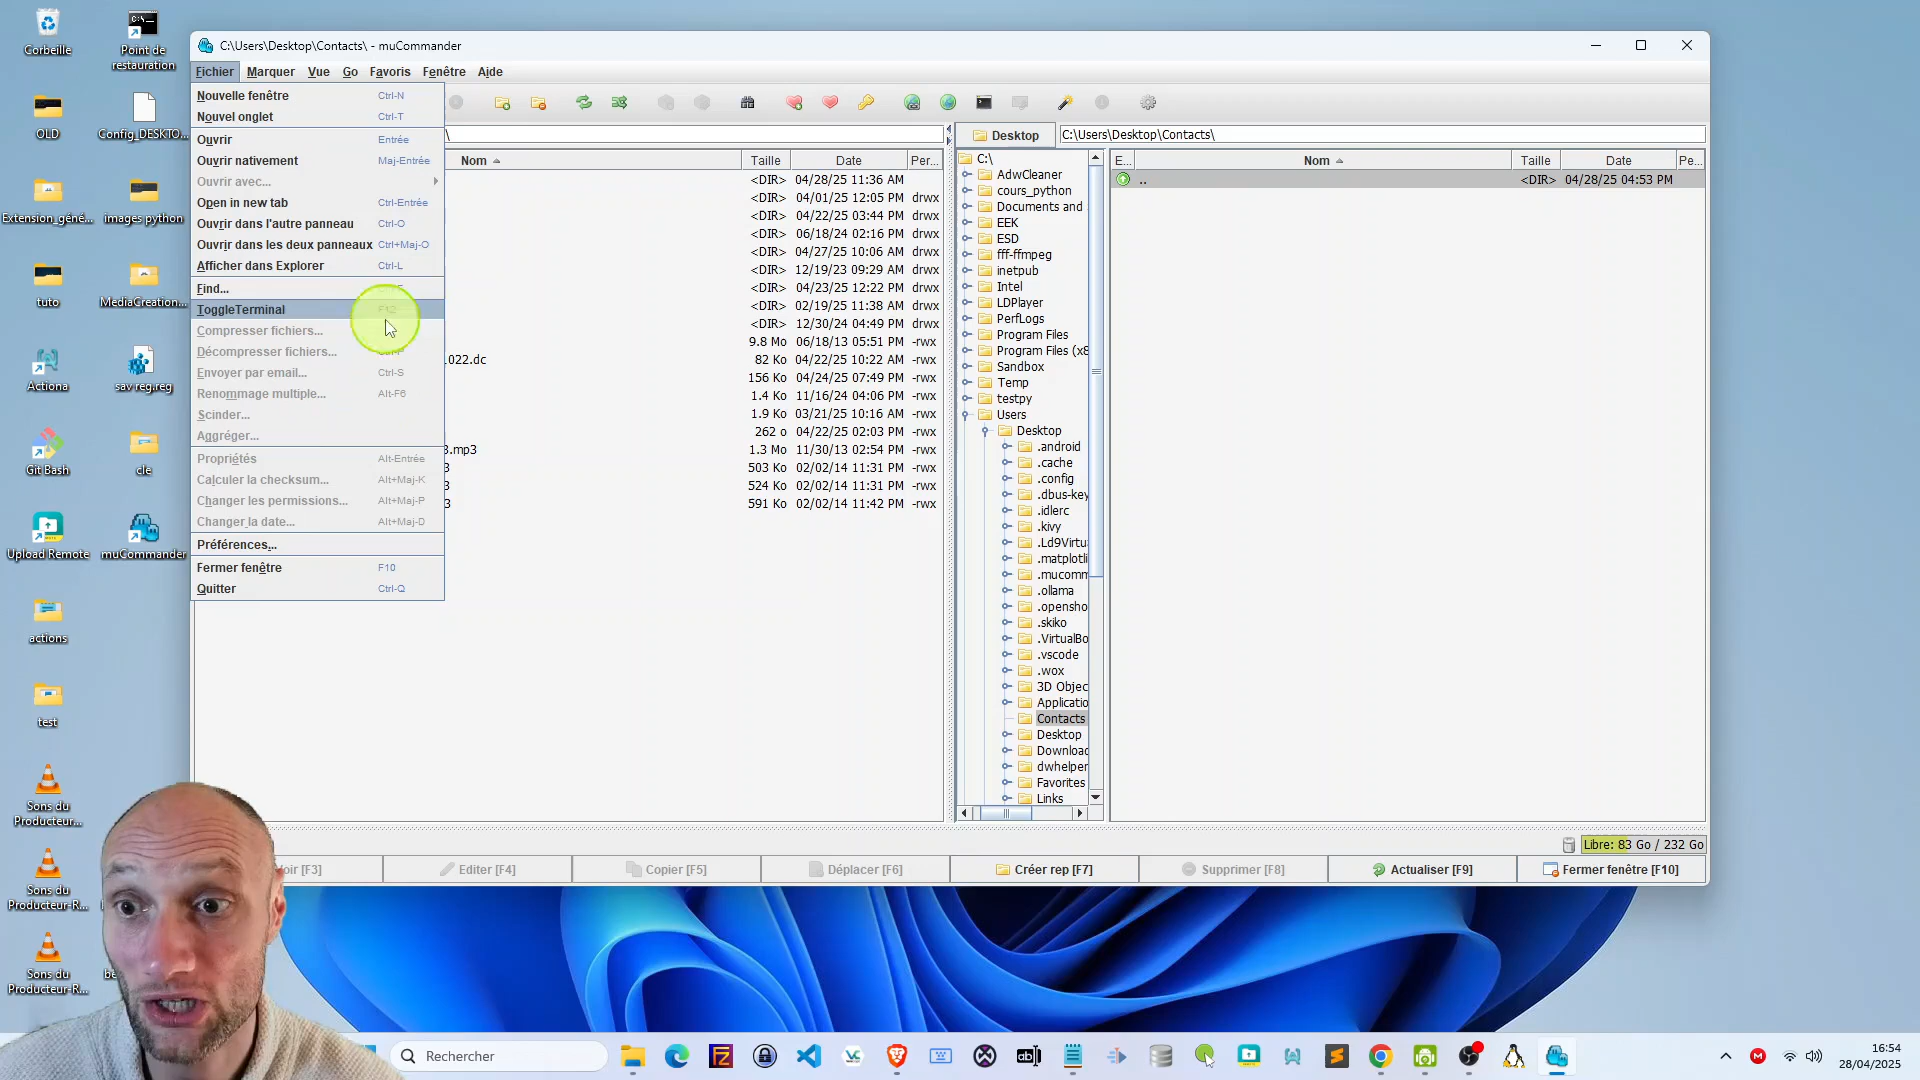 C:\Users\Desktop\Contacts\ - muCommander
Fichier Marquer Vue Go Favoris Fenêtre Aide
Corbeille
Point de restauration
OLD
Config_DESKTO...
Extension_géné...
images python
tuto
MediaCreation...
Actiona
sav reg.reg
Git Bash
cle
Upload Remote
muCommander
actions
test
Sons du Producteur...
Sons du Producteur-R...
Sons du Producteur-R...
Nouvelle fenêtre Ctrl-N
Nouvel onglet Ctrl-T
Ouvrir Entrée
Ouvrir nativement Maj-Entrée
Ouvrir avec...
Open in new tab Ctrl-Entrée
Ouvrir dans l'autre panneau Ctrl-O
Ouvrir dans les deux panneaux Ctrl+Maj-O
Afficher dans Explorer Ctrl-L
Find...
ToggleTerminal F12
Compresser fichiers...
Décompresser fichiers...
Envoyer par email... Ctrl-S
Renommage multiple... Alt-F6
Scinder...
Aggréger...
Propriétés Alt-Entrée
Calculer la checksum... Alt+Maj-K
Changer les permissions... Alt+Maj-P
Changer la date... Alt+Maj-D
Préférences...
Fermer fenêtre F10
Quitter Ctrl-Q
\
Nom Taille Date Per...
<DIR> 04/28/25 11:36 AM
<DIR> 04/01/25 12:05 PM drwx
<DIR> 04/22/25 03:44 PM drwx
<DIR> 06/18/24 02:16 PM drwx
<DIR> 04/27/25 10:06 AM drwx
<DIR> 12/19/23 09:29 AM drwx
<DIR> 04/23/25 12:22 PM drwx
<DIR> 02/19/25 11:38 AM drwx
<DIR> 12/30/24 04:49 PM drwx
9.8 Mo 06/18/13 05:51 PM -rwx
1022.dc 82 Ko 04/22/25 10:22 AM -rwx
156 Ko 04/24/25 07:49 PM -rwx
1.4 Ko 11/16/24 04:06 PM -rwx
1.9 Ko 03/21/25 10:16 AM -rwx
262 o 04/22/25 02:03 PM -rwx
3.mp3 1.3 Mo 11/30/13 02:54 PM -rwx
3 503 Ko 02/02/14 11:31 PM -rwx
3 524 Ko 02/02/14 11:31 PM -rwx
3 591 Ko 02/02/14 11:42 PM -rwx
Desktop C:\Users\Desktop\Contacts\
C:\
AdwCleaner
cours_python
Documents and
EEK
ESD
fff-ffmpeg
inetpub
Intel
LDPlayer
PerfLogs
Program Files
Program Files (x8
Sandbox
Temp
testpy
Users
Desktop
.android
.cache
.config
.dbus-key
.idlerc
.kivy
.Ld9Virtu
.matplotli
.mucomm
.ollama
.opensho
.skiko
.VirtualBo
.vscode
.wox
3D Objec
Applicatio
Contacts
Desktop
Downloac
dwhelper
Favorites
Links
E... Nom Taille Date Pe...
.. <DIR> 04/28/25 04:53 PM
Libre: 83 Go / 232 Go
oir [F3] Editer [F4] Copier [F5] Déplacer [F6] Créer rep [F7] Supprimer [F8] Actualiser [F9] Fermer fenêtre [F10]
Rechercher
16:54
28/04/2025